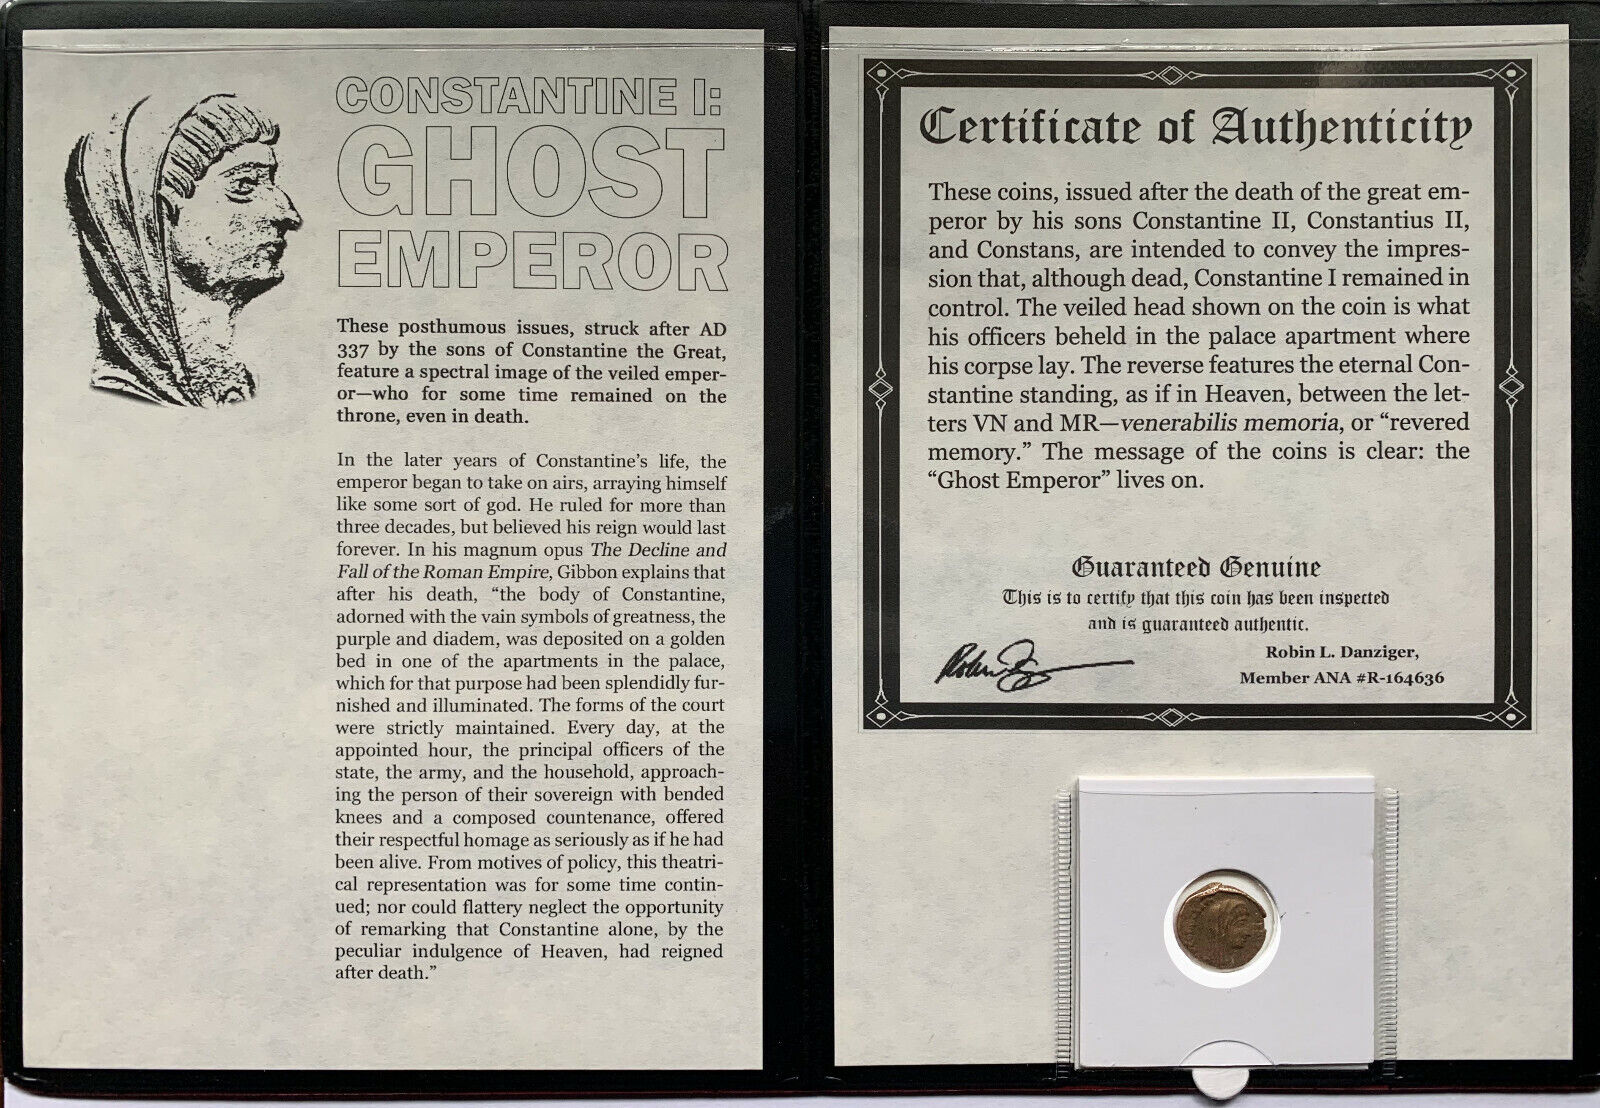 CONSTANTINE I:
GHOST
EMPEROR
These posthumous issues, struck after AD
337 by the sons of Constantine the Great,
feature a spectral image of the veiled emper-
or—who for some time remained on the
throne, even in death.
In the later years of Constantine's life, the
emperor began to take on airs, arraying himself
like some sort of god. He ruled for more than
three decades, but believed his reign would last
forever. In his magnum opus The Decline and
Fall of the Roman Empire, Gibbon explains that
after his death, “the body of Constantine,
adorned with the vain symbols of greatness, the
purple and diadem, was deposited on a golden
bed in one of the apartments in the palace,
which for that purpose had been splendidly fur-
nished and illuminated. The forms of the court
were strictly maintained. Every day, at the
appointed hour, the principal officers of the
state, the army, and the household, approach-
ing the person of their sovereign with bended
knees and a composed countenance, offered
their respectful homage as seriously as if he had
been alive. From motives of policy, this theatri-
cal representation was for some time contin-
ued; nor could flattery neglect the opportunity
of remarking that Constantine alone, by the
peculiar indulgence of Heaven, had reigned
after death.”
Certificate of Authenticity
These coins, issued after the death of the great em-
peror by his sons Constantine II, Constantius II,
and Constans, are intended to convey the impres-
sion that, although dead, Constantine I remained in
control. The veiled head shown on the coin is what
his officers beheld in the palace apartment where
his corpse lay. The reverse features the eternal Con-
stantine standing, as if in Heaven, between the let-
ters VN and MR—venerabilis memoria, or “revered
memory.” The message of the coins is clear: the
“Ghost Emperor” lives on.
Guaranteed Genuine
This is to certify that this coin has been inspected
and is guaranteed authentic.
Robin L. Danziger,
Member ANA #R-164636